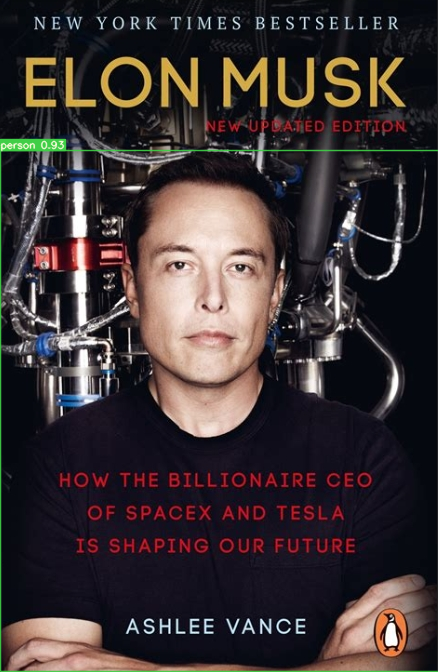 NEW YORK TIMES BESTSELLER
ELON MUSK
NEW UPDATED EDITION
person 0.93
HOW THE BILLIONAIRE CEO
OF SPACEX AND TESLA
IS SHAPING OUR FUTURE
ASHLEE VANCE